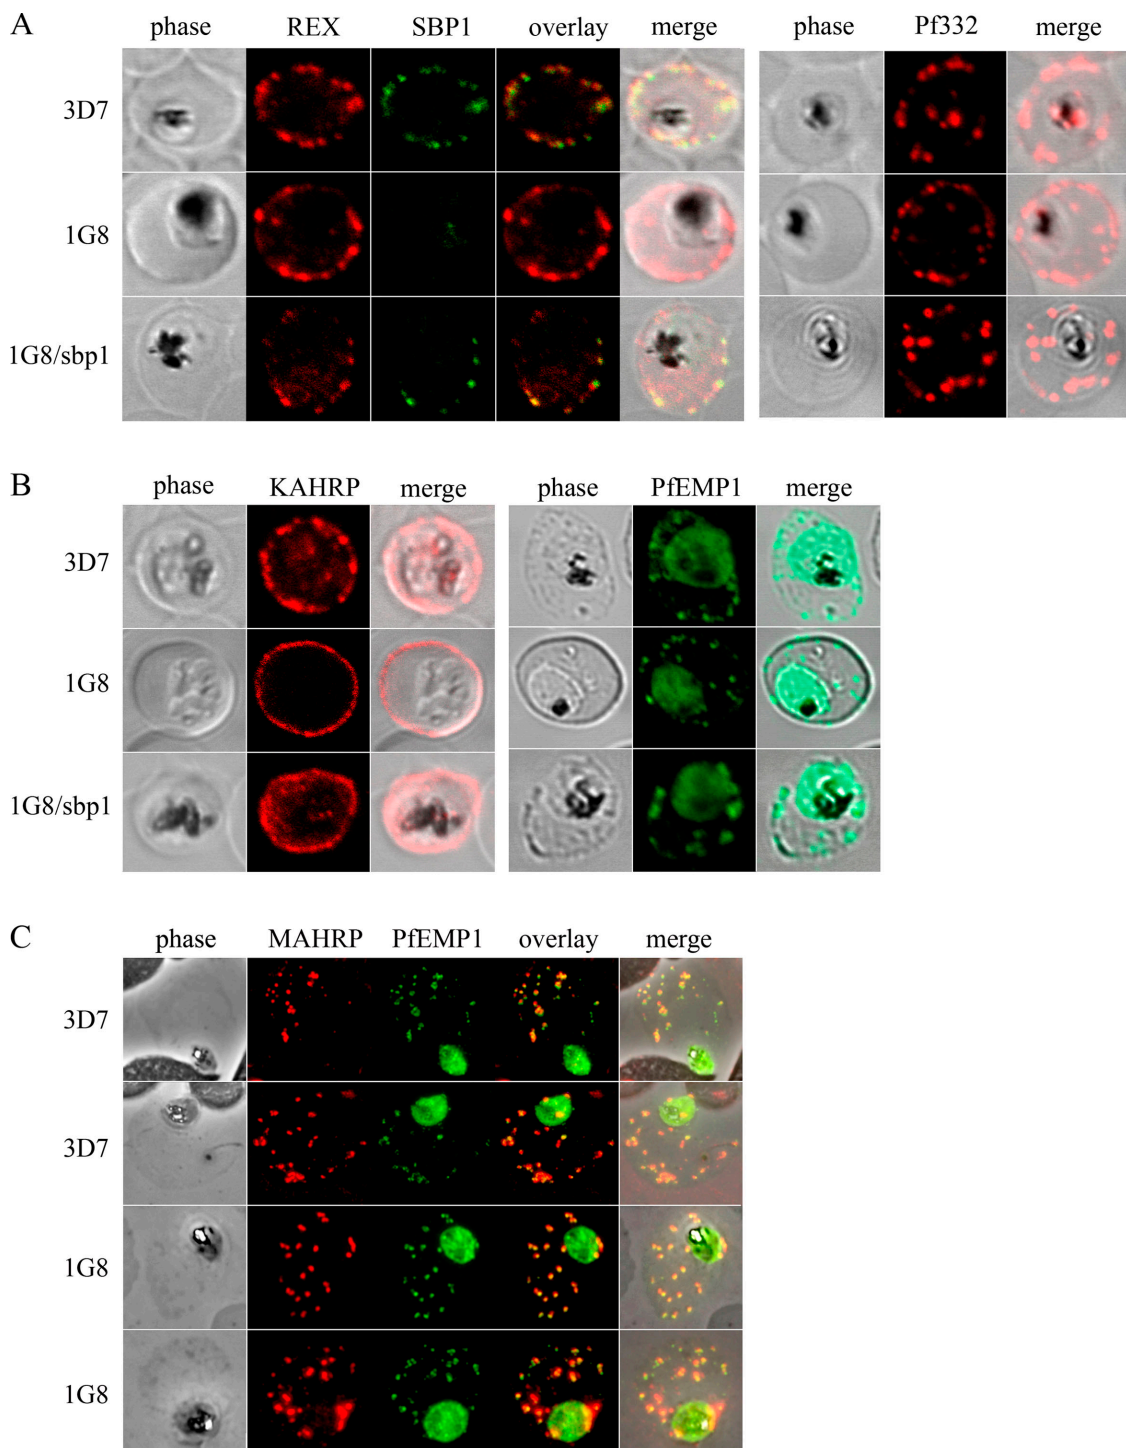 A phase REX SBP1 overlay merge phase Pf332 merge
3D7
1G8
1G8/sbp1
B phase KAHRP merge phase PfEMP1 merge
3D7
1G8
1G8/sbp1
C phase MAHRP PfEMP1 overlay merge
3D7
3D7
1G8
1G8